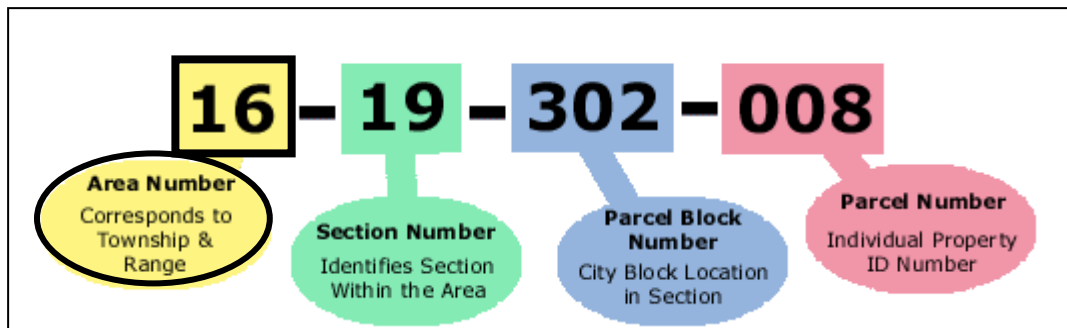 16 – 19 – 302 – 008
Area Number
Corresponds to
Township &
Range
Section Number
Identifies Section
Within the Area
Parcel Block
Number
City Block Location
in Section
Parcel Number
Individual Property
ID Number